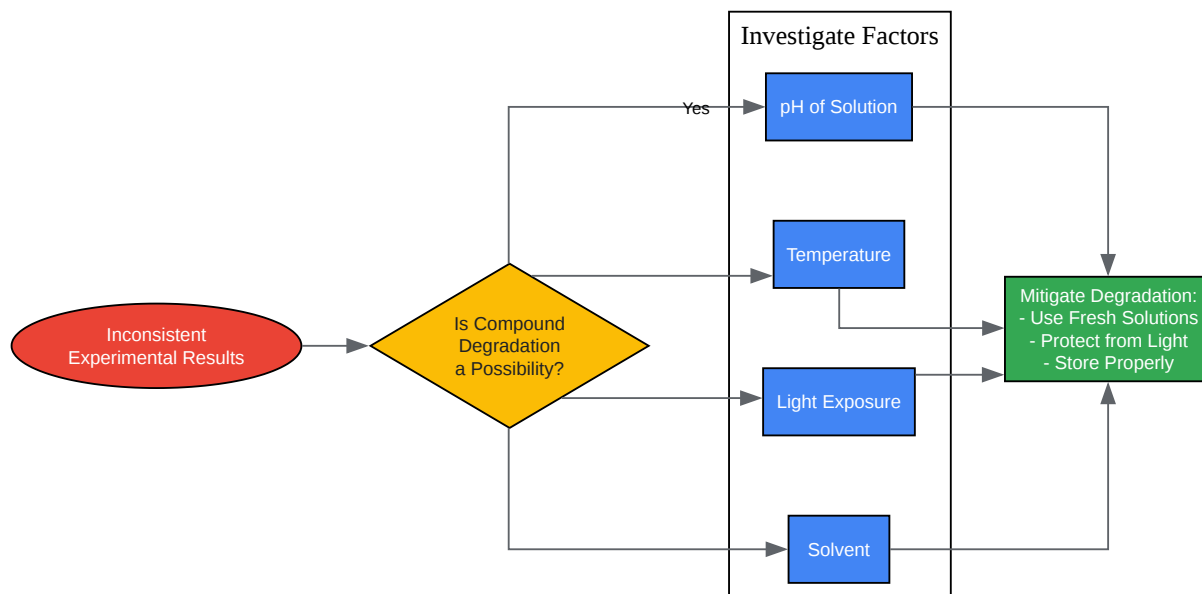 Investigate Factors
Yes
pH of Solution
Temperature
Inconsistent
Experimental Results
Is Compound
Degradation
a Possibility?
Light Exposure
Solvent
Mitigate Degradation:
- Use Fresh Solutions
- Protect from Light
- Store Properly